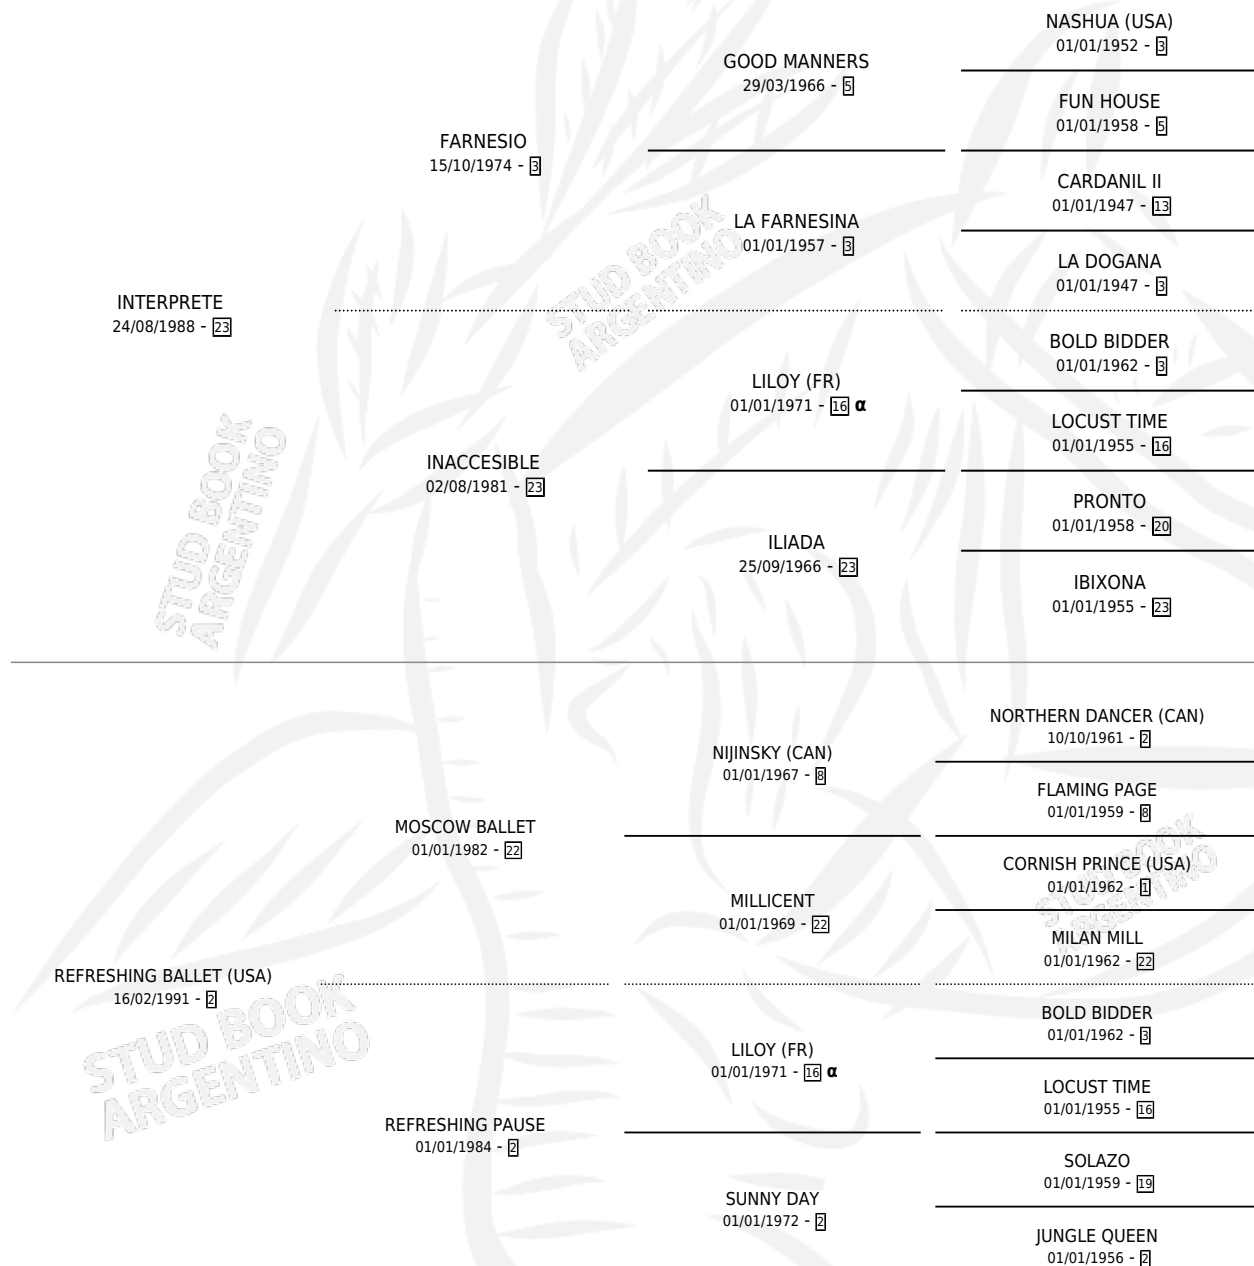 NASHUA (USA)
01/01/1952 - 3
GOOD MANNERS
29/03/1966 - 5
FUN HOUSE
01/01/1958 - 5
FARNESIO
15/10/1974 - 3
CARDANIL II
01/01/1947 - 13
LA FARNESINA
01/01/1957 - 3
LA DOGANA
01/01/1947 - 3
INTERPRETE
24/08/1988 - 23
BOLD BIDDER
01/01/1962 - 3
LILOY (FR)
01/01/1971 - 16 α
LOCUST TIME
01/01/1955 - 16
INACCESIBLE
02/08/1981 - 23
PRONTO
01/01/1958 - 20
ILIADA
25/09/1966 - 23
IBIXONA
01/01/1955 - 23
STUD BOOK
ARGENTINO
STUD BOOK
ARGENTINO
NORTHERN DANCER (CAN)
10/10/1961 - 2
NIJINSKY (CAN)
01/01/1967 - 8
FLAMING PAGE
01/01/1959 - 8
MOSCOW BALLET
01/01/1982 - 22
CORNISH PRINCE (USA)
01/01/1962 - 1
MILLICENT
01/01/1969 - 22
MILAN MILL
01/01/1962 - 22
REFRESHING BALLET (USA)
16/02/1991 - 2
BOLD BIDDER
01/01/1962 - 3
LILOY (FR)
01/01/1971 - 16 α
LOCUST TIME
01/01/1955 - 16
REFRESHING PAUSE
01/01/1984 - 2
SOLAZO
01/01/1959 - 19
SUNNY DAY
01/01/1972 - 2
JUNGLE QUEEN
01/01/1956 - 2
STUD BOOK
ARGENTINO
STUD BOOK
ARGENTINO